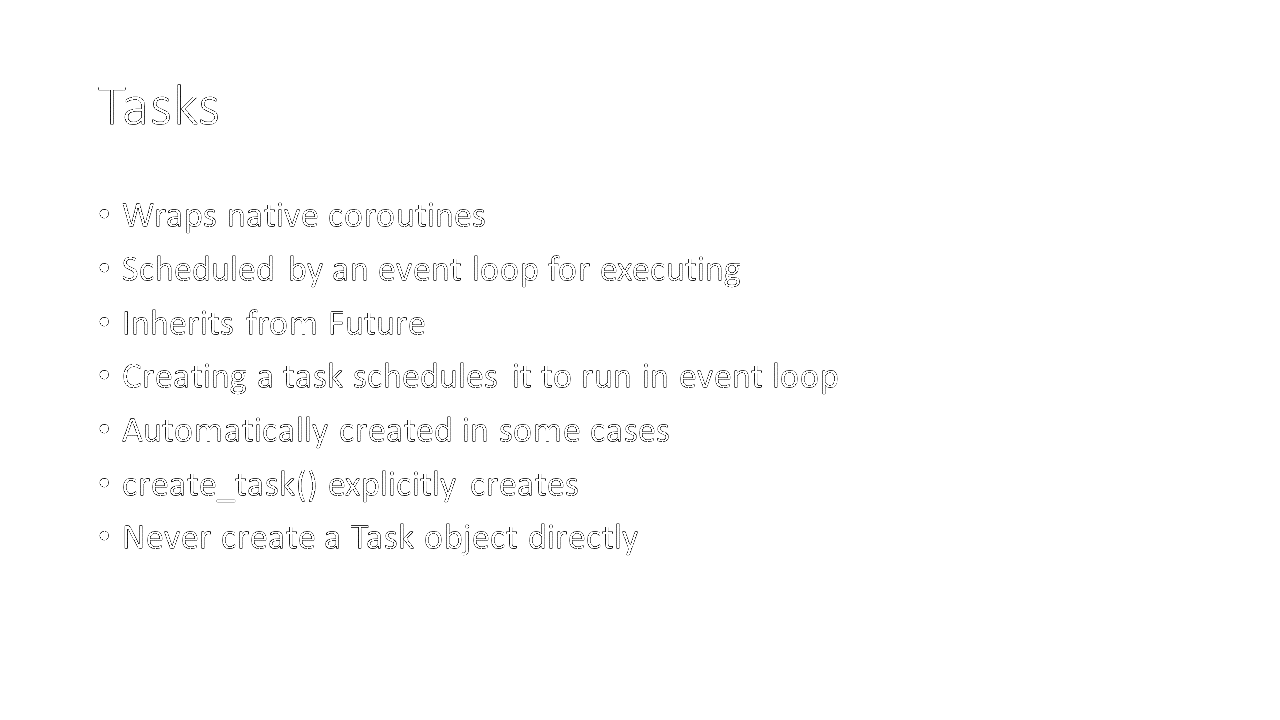 Tasks
• Wraps native coroutines
• Scheduled by an event loop for executing
• Inherits from Future
• Creating a task schedules it to run in event loop
• Automatically created in some cases
• create_task() explicitly creates
• Never create a Task object directly